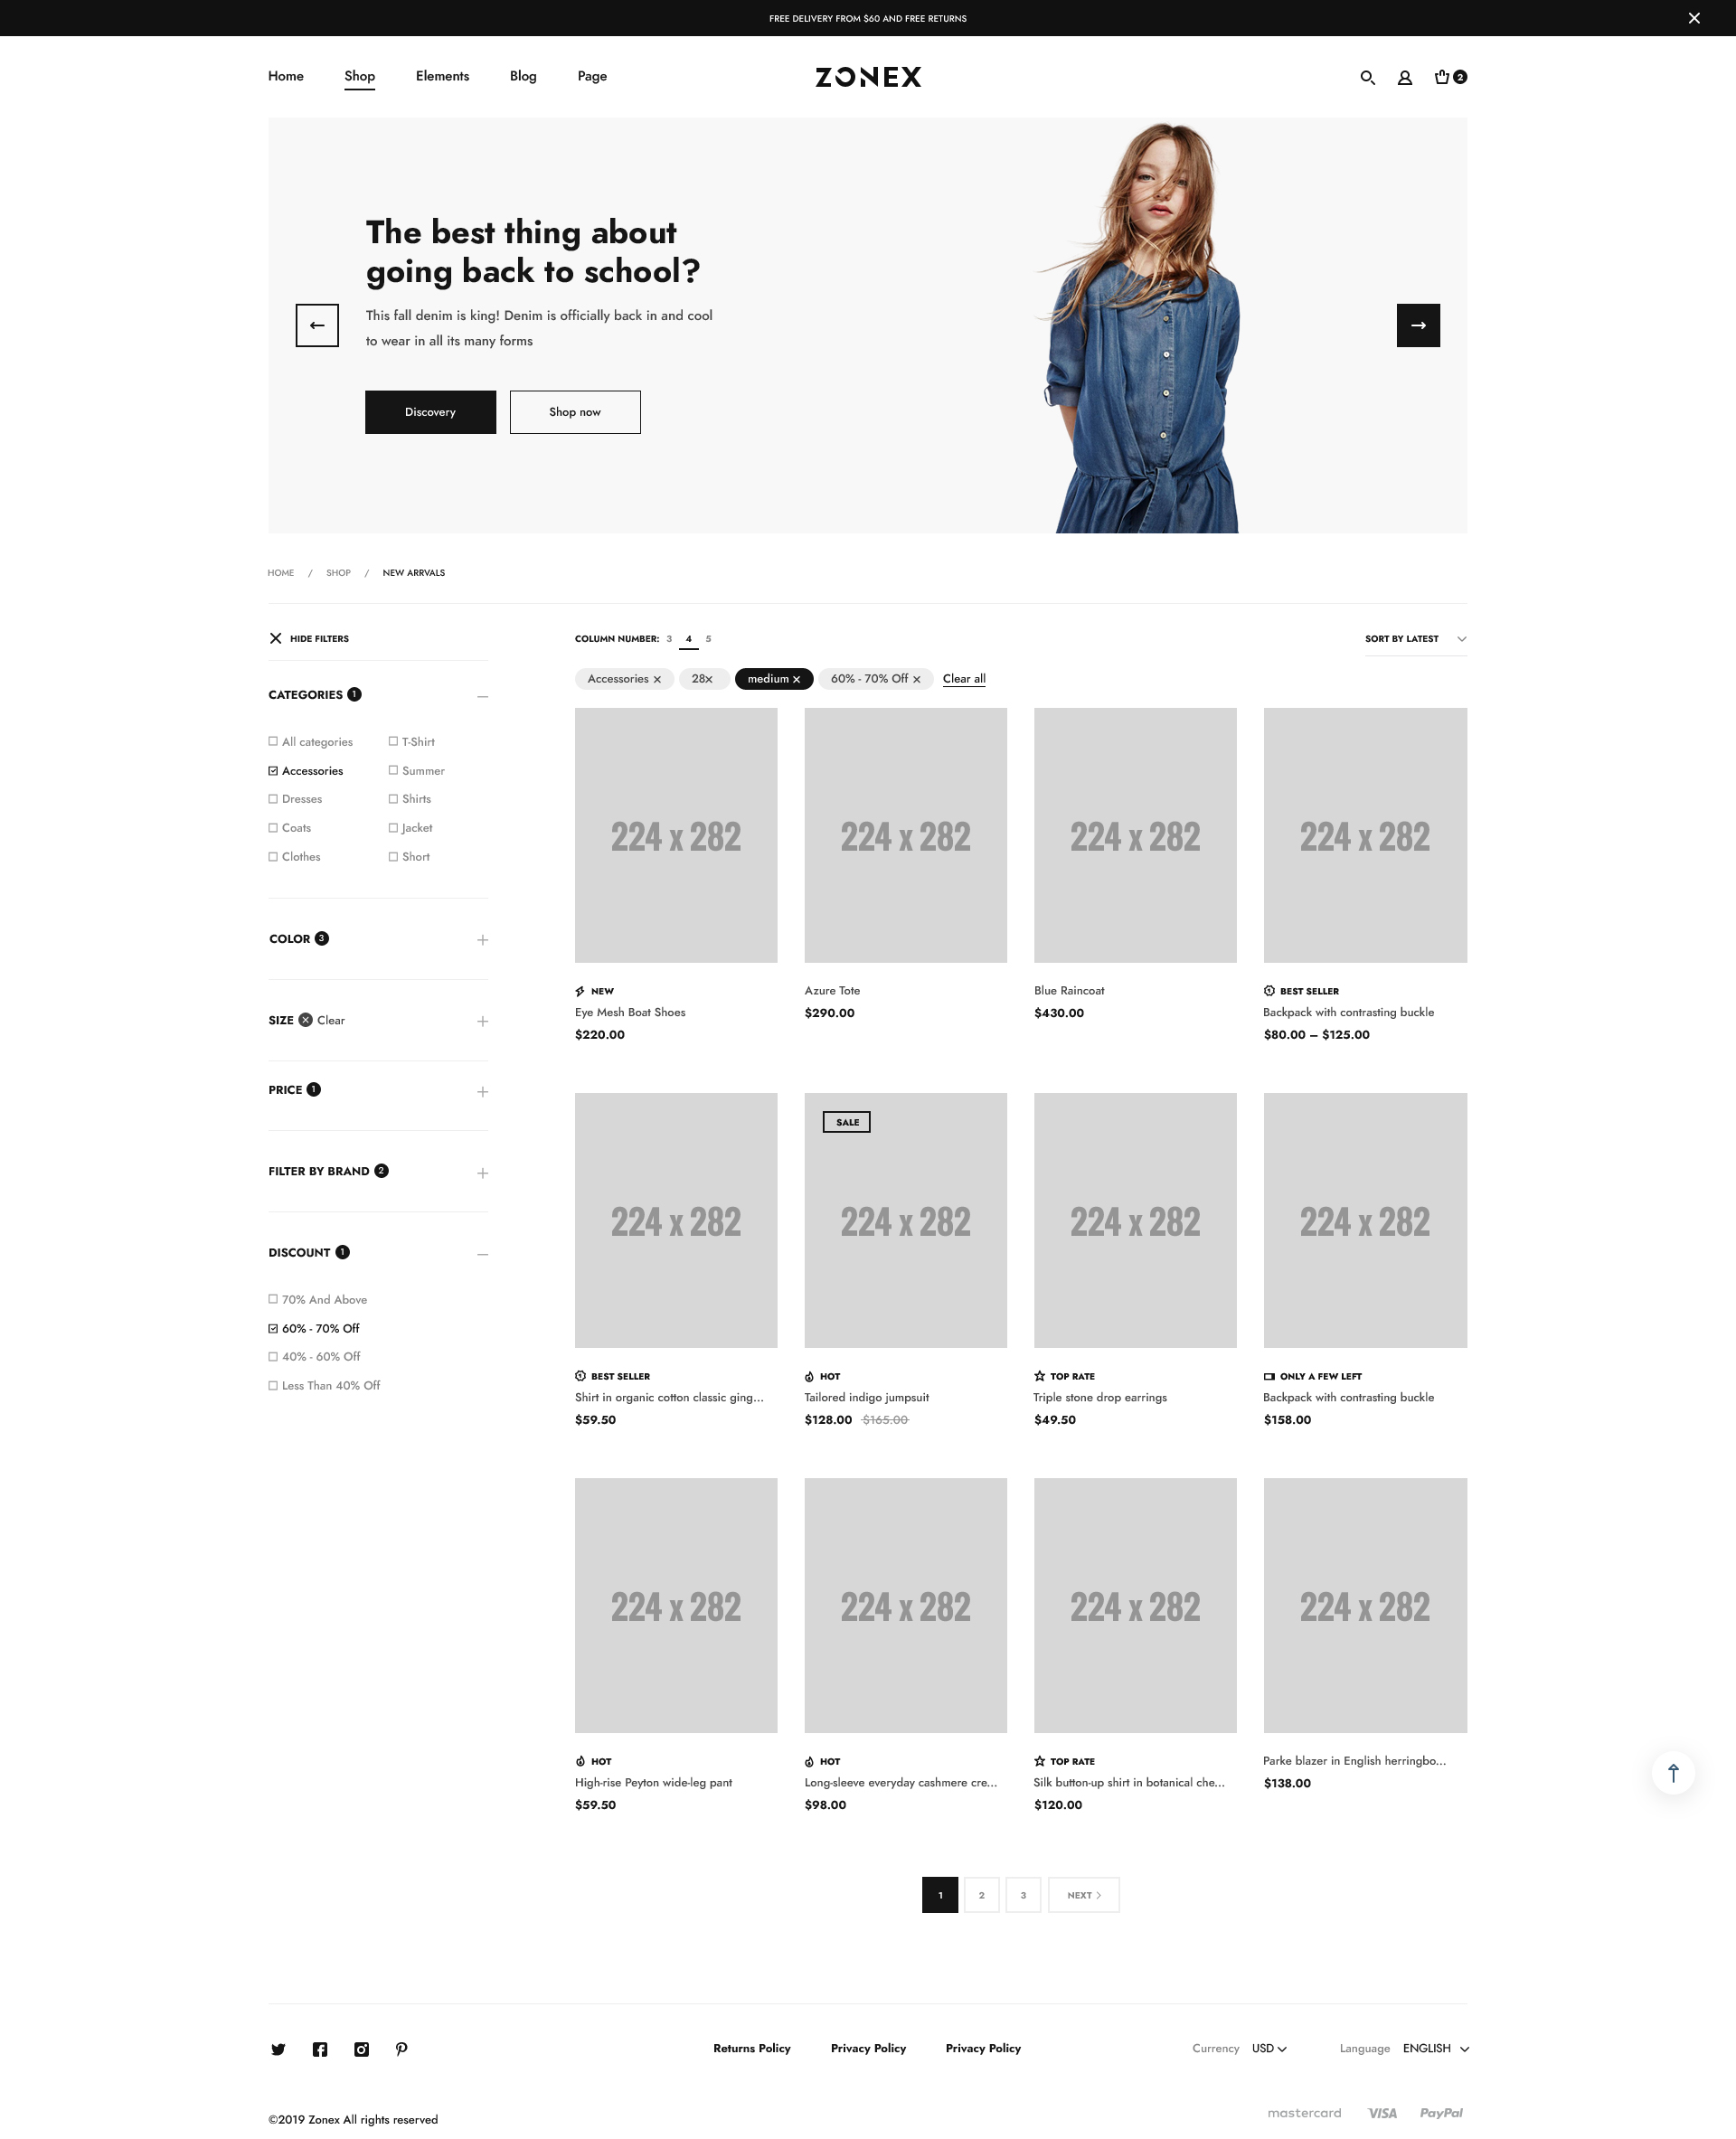 FREE DELIVERY FROM $60 AND FREE RETURNS
Home Shop Elements Blog Page ZONEX 2
The best thing about
going back to school?
This fall denim is king! Denim is officially back in and cool
to wear in all its many forms
Discovery Shop now
HOME / SHOP / NEW ARRVALS
HIDE FILTERS
CATEGORIES 1
All categories T-Shirt
Accessories Summer
Dresses Shirts
Coats Jacket
Clothes Short
COLOR 3
SIZE Clear
PRICE 1
FILTER BY BRAND 2
DISCOUNT 1
70% And Above
60% - 70% Off
40% - 60% Off
Less Than 40% Off
COLUMN NUMBER: 3 4 5 SORT BY LATEST
Accessories 28 medium 60% - 70% Off Clear all
224 x 282 224 x 282 224 x 282 224 x 282
NEW
Eye Mesh Boat Shoes
$220.00
Azure Tote
$290.00
Blue Raincoat
$430.00
BEST SELLER
Backpack with contrasting buckle
$80.00 – $125.00
SALE
224 x 282 224 x 282 224 x 282 224 x 282
BEST SELLER
Shirt in organic cotton classic ging...
$59.50
HOT
Tailored indigo jumpsuit
$128.00 $165.00
TOP RATE
Triple stone drop earrings
$49.50
ONLY A FEW LEFT
Backpack with contrasting buckle
$158.00
224 x 282 224 x 282 224 x 282 224 x 282
HOT
High-rise Peyton wide-leg pant
$59.50
HOT
Long-sleeve everyday cashmere cre...
$98.00
TOP RATE
Silk button-up shirt in botanical che...
$120.00
Parke blazer in English herringbo...
$138.00
1 2 3 NEXT
Returns Policy Privacy Policy Privacy Policy Currency USD Language ENGLISH
©2019 Zonex All rights reserved mastercard VISA PayPal